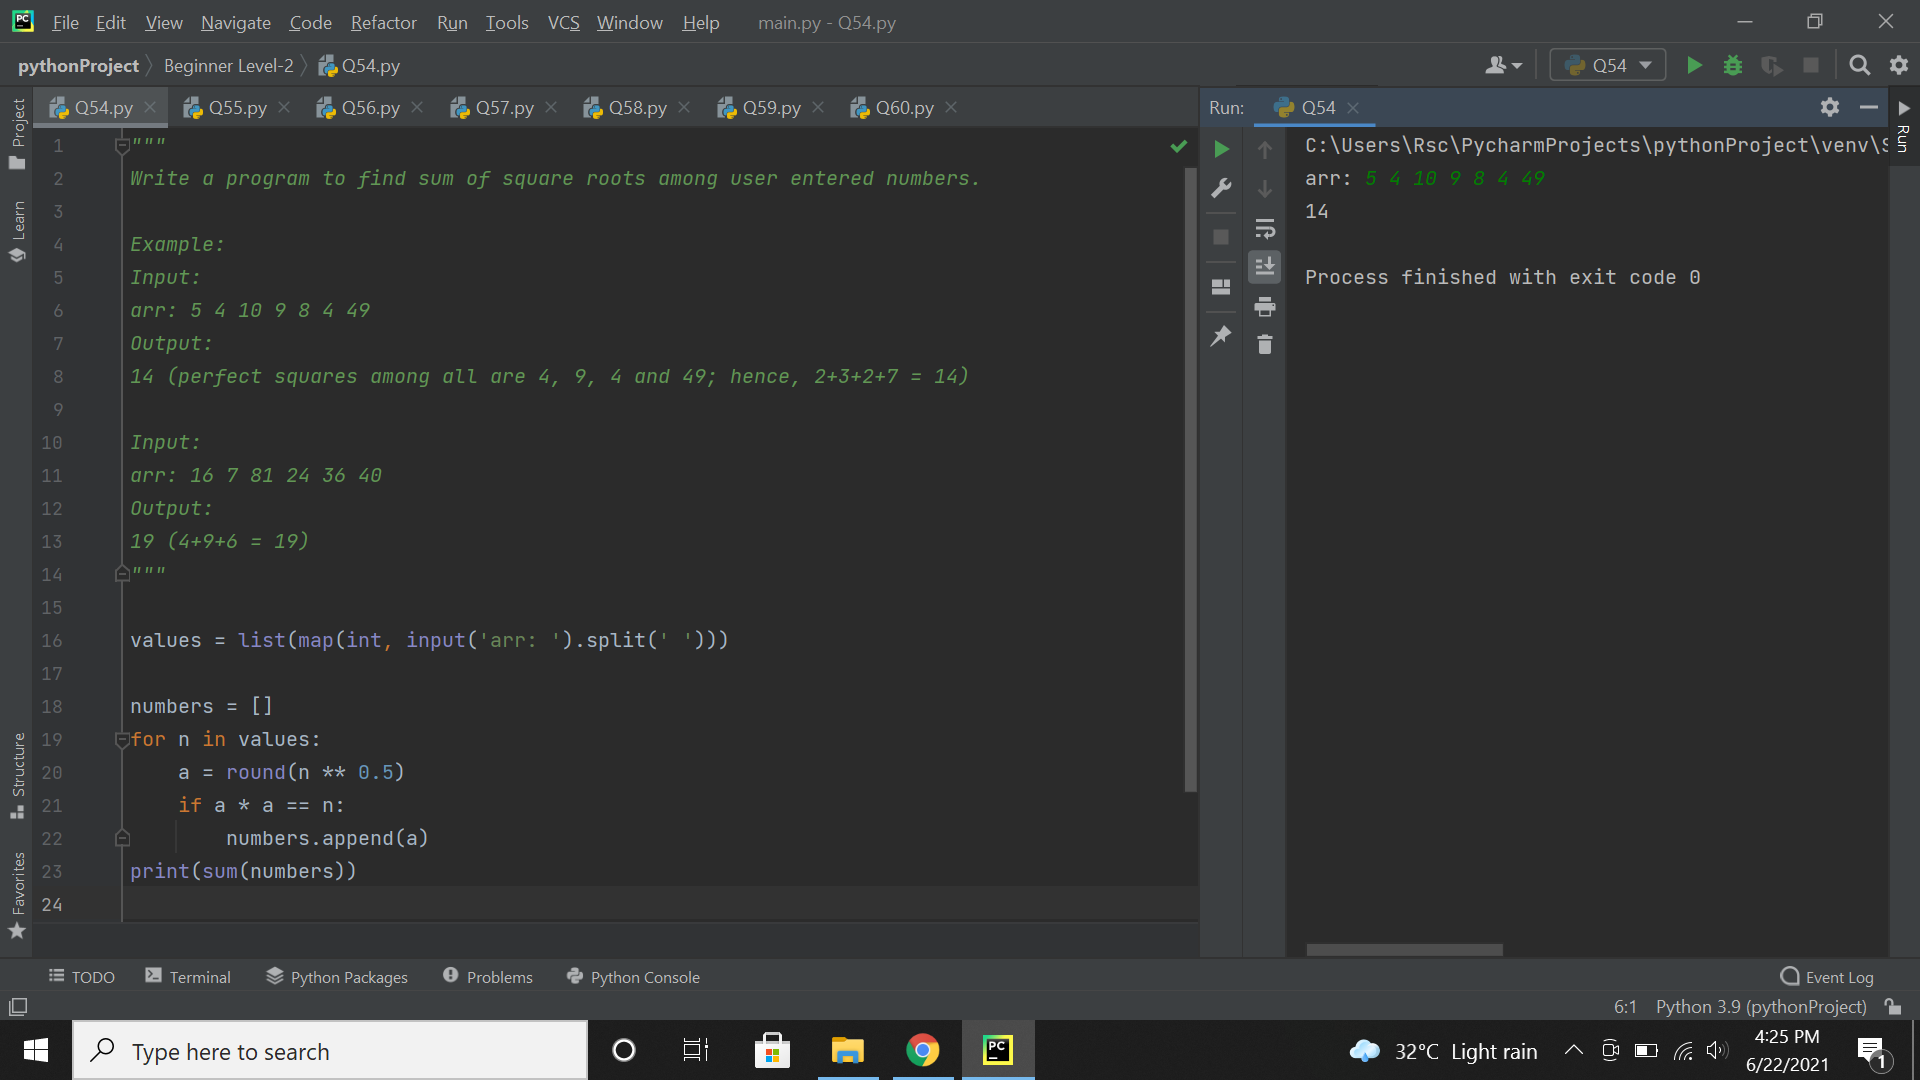 File Edit View Navigate Code Refactor Run Tools VCS Window Help main.py - Q54.py
pythonProject Beginner Level-2 Q54.py
Q54
Q54.py Q55.py Q56.py Q57.py Q58.py Q59.py Q60.py
Run: Q54
Project
Learn
Structure
Favorites
Run
1 """
2 Write a program to find sum of square roots among user entered numbers.
3
4 Example:
5 Input:
6 arr: 5 4 10 9 8 4 49
7 Output:
8 14 (perfect squares among all are 4, 9, 4 and 49; hence, 2+3+2+7 = 14)
9
10 Input:
11 arr: 16 7 81 24 36 40
12 Output:
13 19 (4+9+6 = 19)
14 """
15
16 values = list(map(int, input('arr: ').split(' ')))
17
18 numbers = []
19 for n in values:
20 a = round(n ** 0.5)
21 if a * a == n:
22 numbers.append(a)
23 print(sum(numbers))
24
C:\Users\Rsc\PycharmProjects\pythonProject\venv\S
arr: 5 4 10 9 8 4 49
14
Process finished with exit code 0
TODO Terminal Python Packages Problems Python Console Event Log
6:1 Python 3.9 (pythonProject)
Type here to search
PC
32°C Light rain
4:25 PM
6/22/2021
1